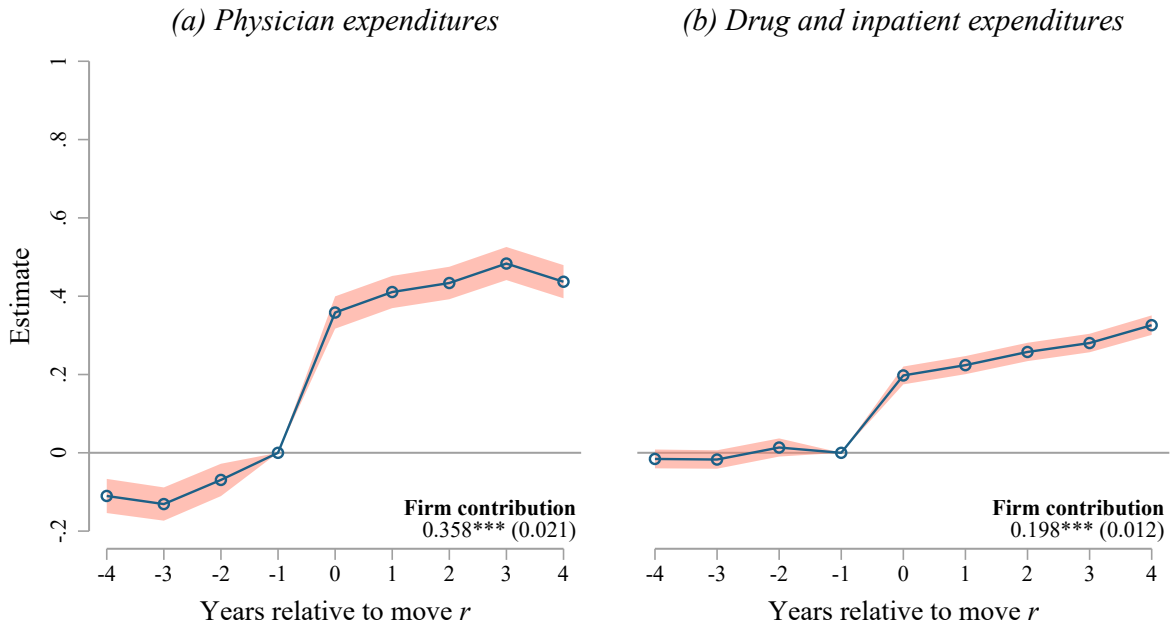 (a) Physician expenditures
Estimate
1
.8
.6
.4
.2
0
-.2
Firm contribution
0.358*** (0.021)
-4 -3 -2 -1 0 1 2 3 4
Years relative to move r
(b) Drug and inpatient expenditures
Firm contribution
0.198*** (0.012)
-4 -3 -2 -1 0 1 2 3 4
Years relative to move r